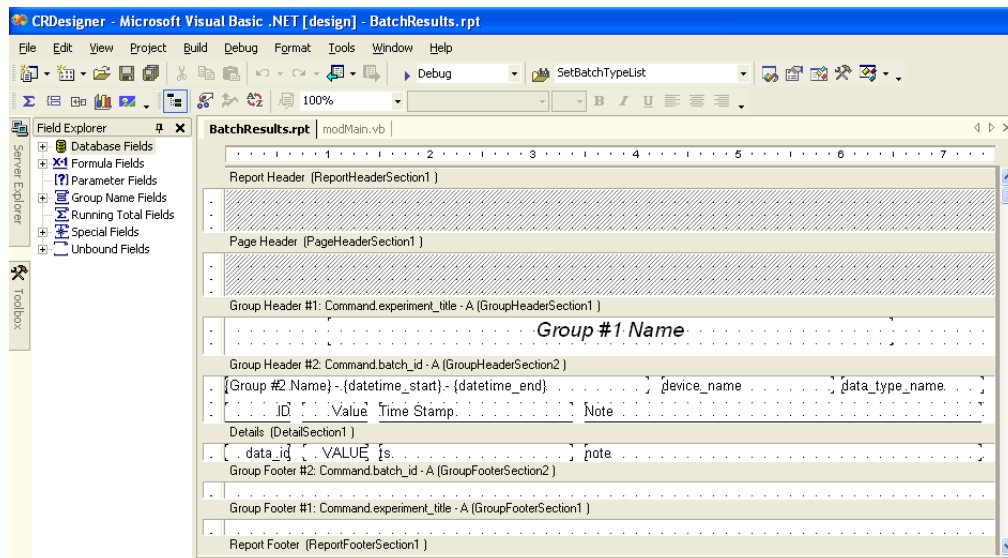 CRDesigner - Microsoft Visual Basic .NET [design] - BatchResults.rpt
File Edit View Project Build Debug Format Tools Window Help
Debug SetBatchTypeList
100% B I U
Server Explorer
Toolbox
Field Explorer
Database Fields
Formula Fields
Parameter Fields
Group Name Fields
Running Total Fields
Special Fields
Unbound Fields
BatchResults.rpt modMain.vb
1 2 3 4 5 6 7
Report Header (ReportHeaderSection1 )
Page Header (PageHeaderSection1 )
Group Header #1: Command.experiment_title - A (GroupHeaderSection1 )
Group #1 Name
Group Header #2: Command.batch_id - A (GroupHeaderSection2 )
{Group #2 Name} - {datetime_start} - {datetime_end} device_name data_type_name
ID Value Time Stamp Note
Details (DetailSection1 )
data_id VALUE ts note
Group Footer #2: Command.batch_id - A (GroupFooterSection2 )
Group Footer #1: Command.experiment_title - A (GroupFooterSection1 )
Report Footer (ReportFooterSection1 )